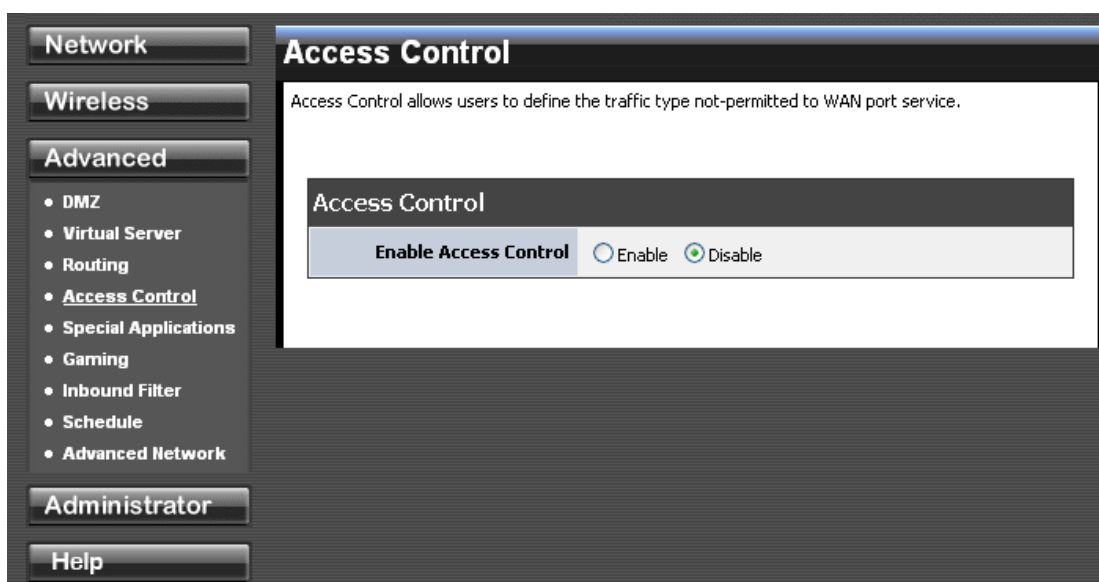 Network
Wireless
Advanced
DMZ
Virtual Server
Routing
Access Control
Special Applications
Gaming
Inbound Filter
Schedule
Advanced Network
Administrator
Help
Access Control
Access Control allows users to define the traffic type not-permitted to WAN port service.
Access Control
Enable Access Control Enable Disable